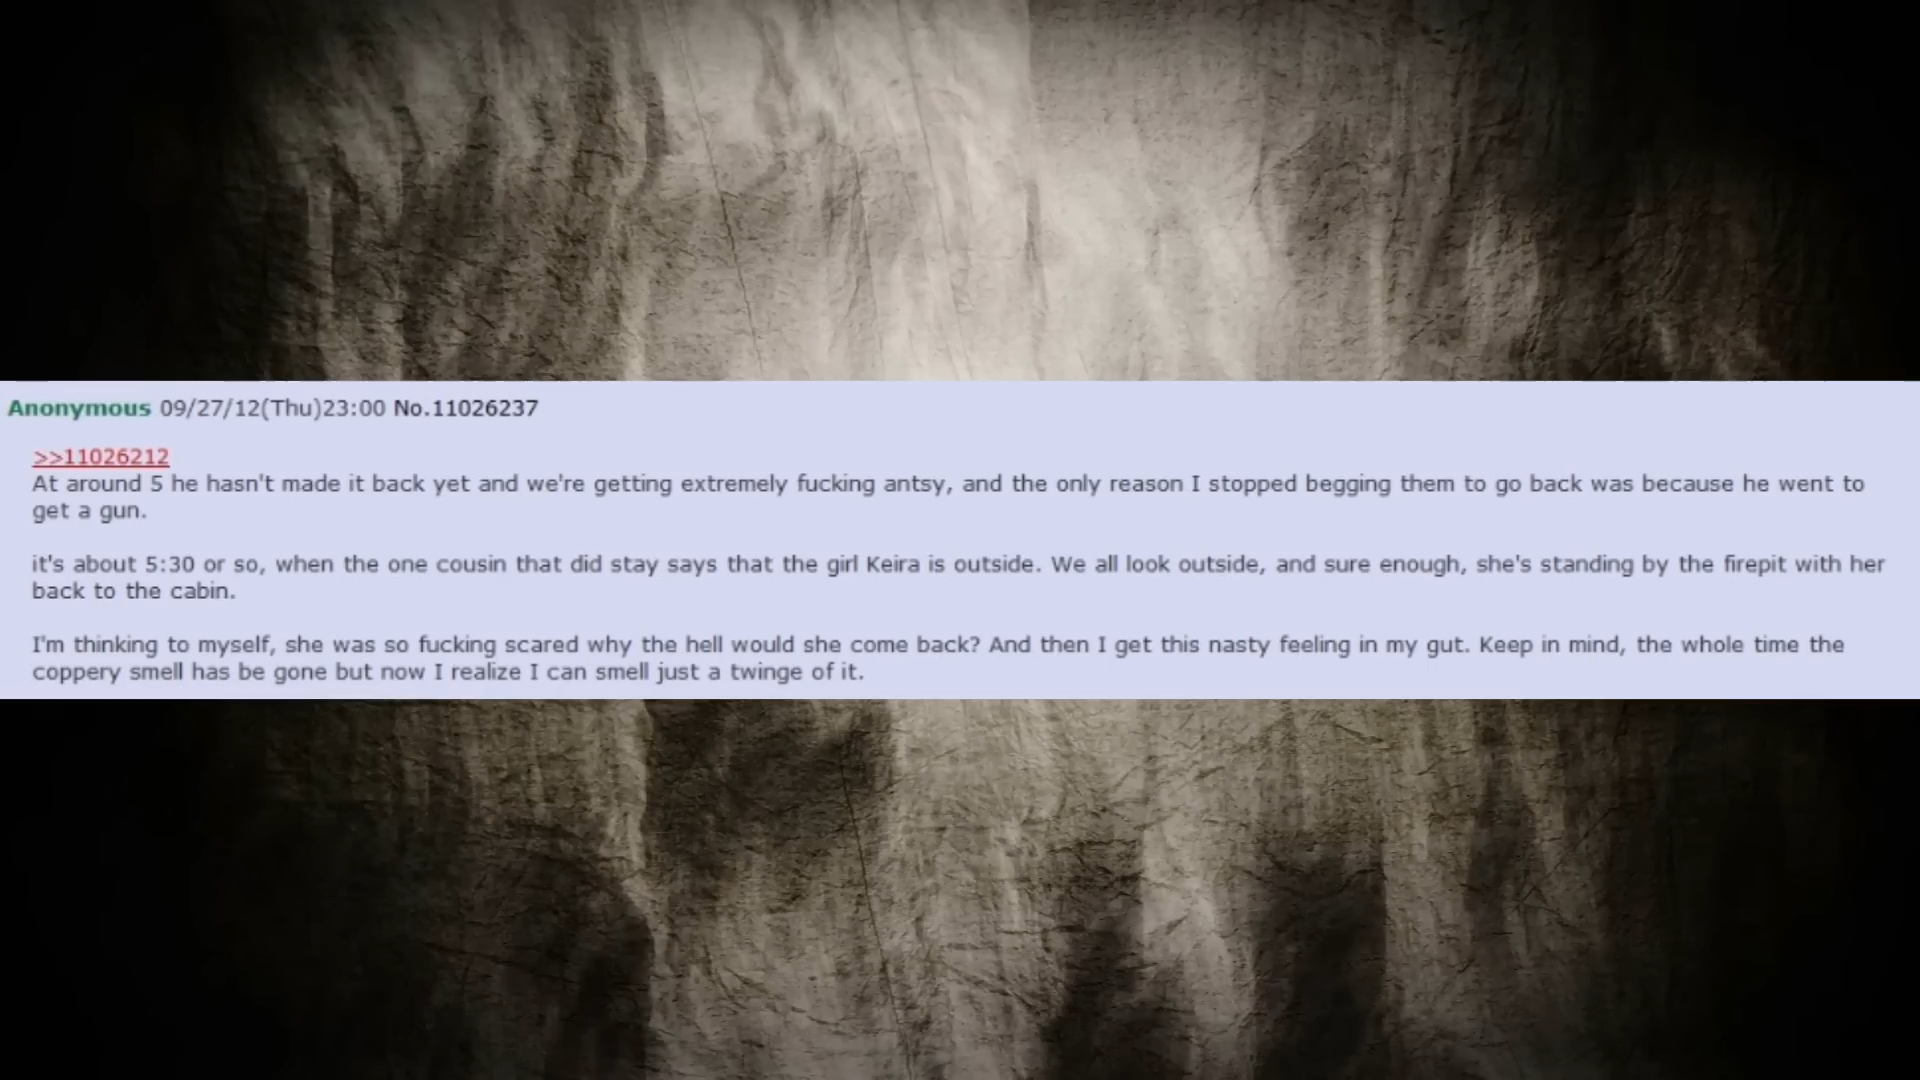 Anonymous 09/27/12(Thu)23:00 No.11026237
>>11026212
At around 5 he hasn't made it back yet and we're getting extremely fucking antsy, and the only reason I stopped begging them to go back was because he went to
get a gun.
it's about 5:30 or so, when the one cousin that did stay says that the girl Keira is outside. We all look outside, and sure enough, she's standing by the firepit with her
back to the cabin.
I'm thinking to myself, she was so fucking scared why the hell would she come back? And then I get this nasty feeling in my gut. Keep in mind, the whole time the
coppery smell has be gone but now I realize I can smell just a twinge of it.